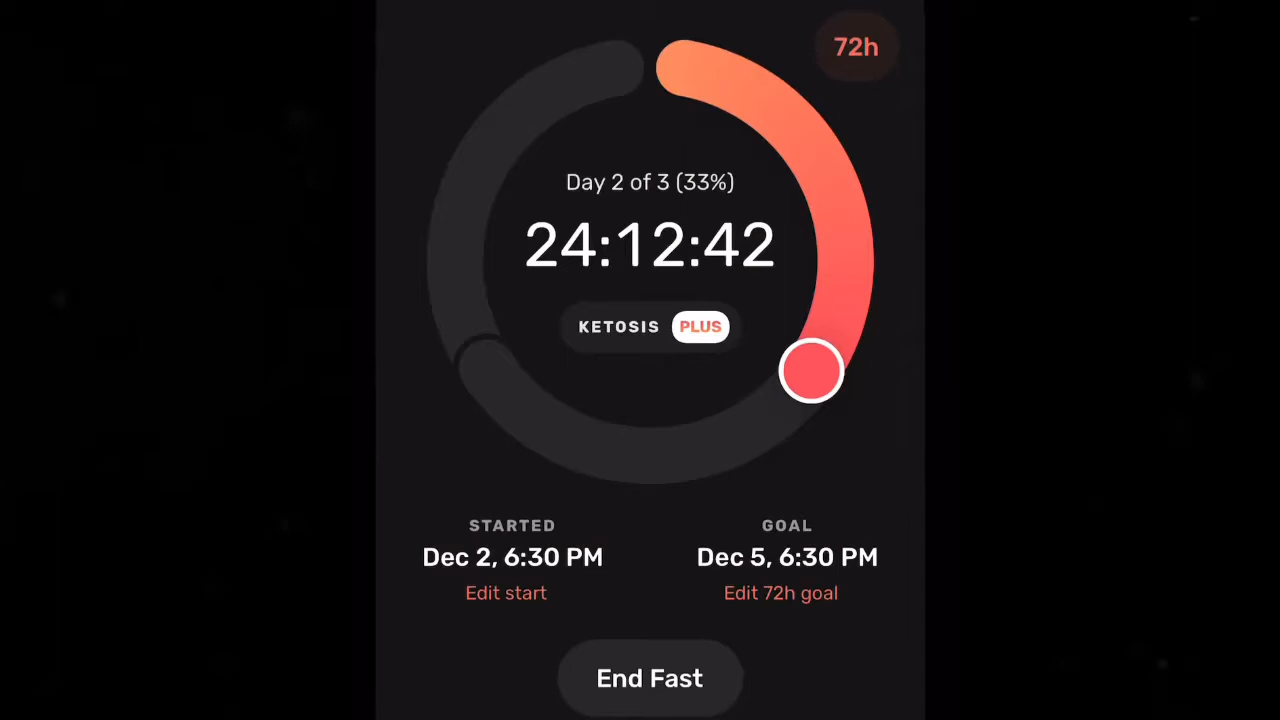 72h
Day 2 of 3 (33%)
24:12:42
KETOSIS PLUS
STARTED
Dec 2, 6:30 PM
Edit start
GOAL
Dec 5, 6:30 PM
Edit 72h goal
End Fast